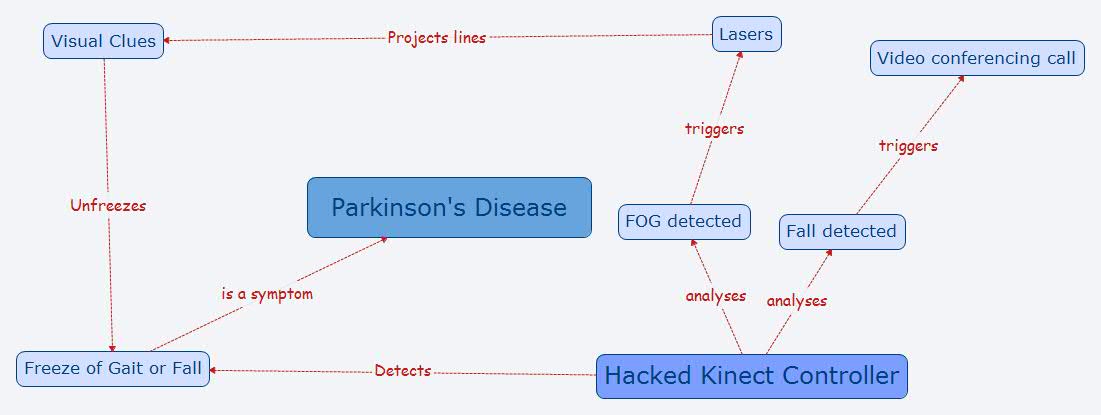 Visual Clues
Projects lines
Lasers
Video conferencing call
triggers
triggers
Unfreezes
Parkinson's Disease
FOG detected
Fall detected
is a symptom
analyses
analyses
Freeze of Gait or Fall
Detects
Hacked Kinect Controller